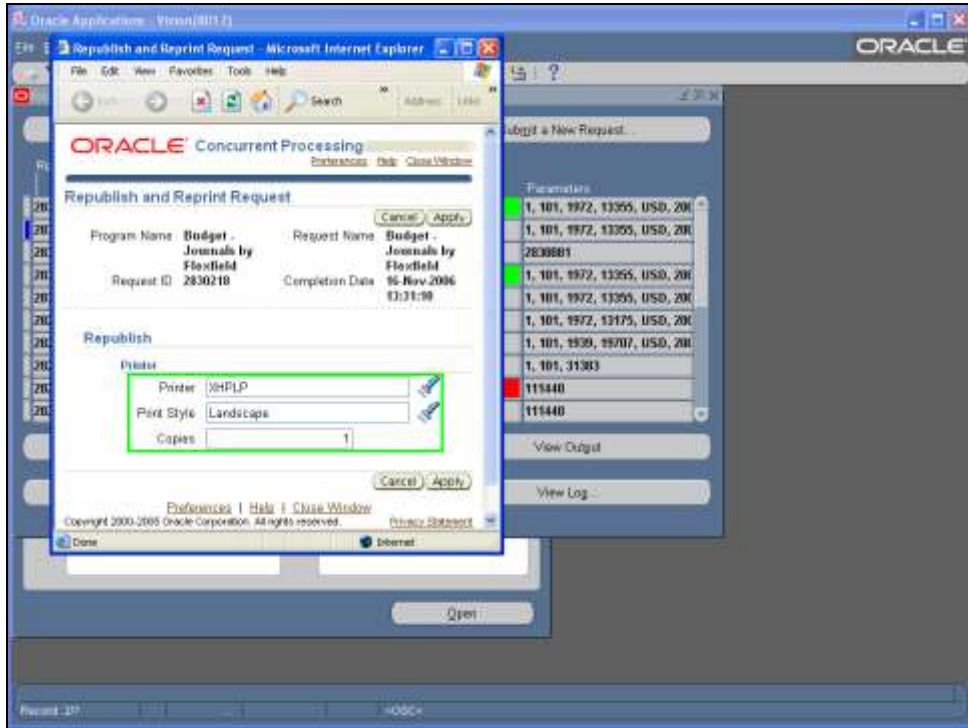 Oracle Applications - Vision(8017)
ORACLE
Republish and Reprint Request - Microsoft Internet Explorer
File Edit View Favorites Tools Help
Back Search Address Links
ORACLE Concurrent Processing
Preferences Help Close Window
Submit a New Request...
Republish and Reprint Request
Cancel Apply
Program Name Budget - Journals by Flexfield
Request Name Budget - Journals by Flexfield
Request ID 2830218
Completion Date 16-Nov-2006 13:31:10
Republish
Printer
Printer XHPLP
Print Style Landscape
Copies 1
Cancel Apply
Preferences | Help | Close Window
Copyright 2000-2005 Oracle Corporation. All rights reserved.
Privacy Statement
Done Internet
Parameters
1, 101, 1972, 13355, USD, 200
1, 101, 1972, 13355, USD, 200
2830881
1, 101, 1972, 13355, USD, 200
1, 101, 1972, 13355, USD, 200
1, 101, 1972, 13175, USD, 200
1, 101, 1939, 19707, USD, 200
1, 101, 31383
111440
111440
View Output
View Log
Open
Record: 2/?
<OSC>